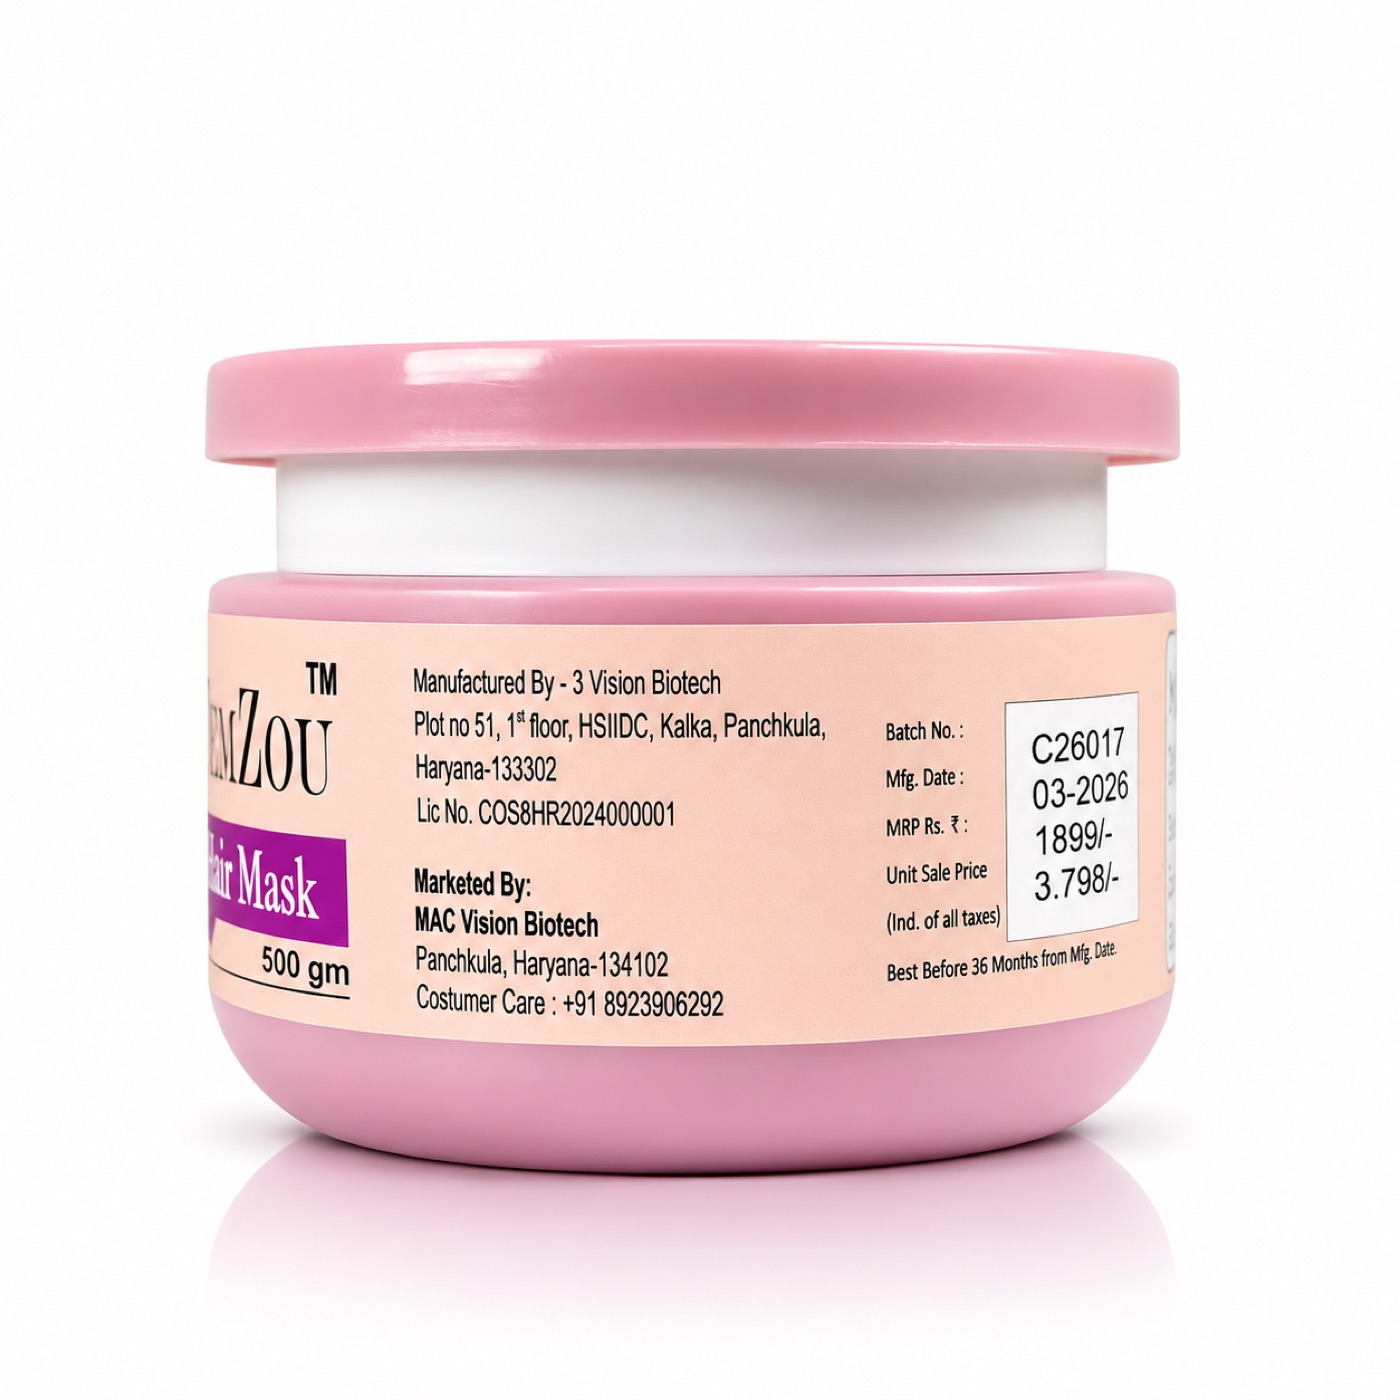 TM
EMZOU
Hair Mask
500 gm
Manufactured By - 3 Vision Biotech
Plot no 51, 1st floor, HSIIDC, Kalka, Panchkula,
Haryana-133302
Lic No. COS8HR2024000001
Marketed By:
MAC Vision Biotech
Panchkula, Haryana-134102
Costumer Care : +91 8923906292
Batch No. : C26017
Mfg. Date : 03-2026
MRP Rs. ₹ : 1899/-
Unit Sale Price 3.798/-
(Ind. of all taxes)
Best Before 36 Months from Mfg. Date.